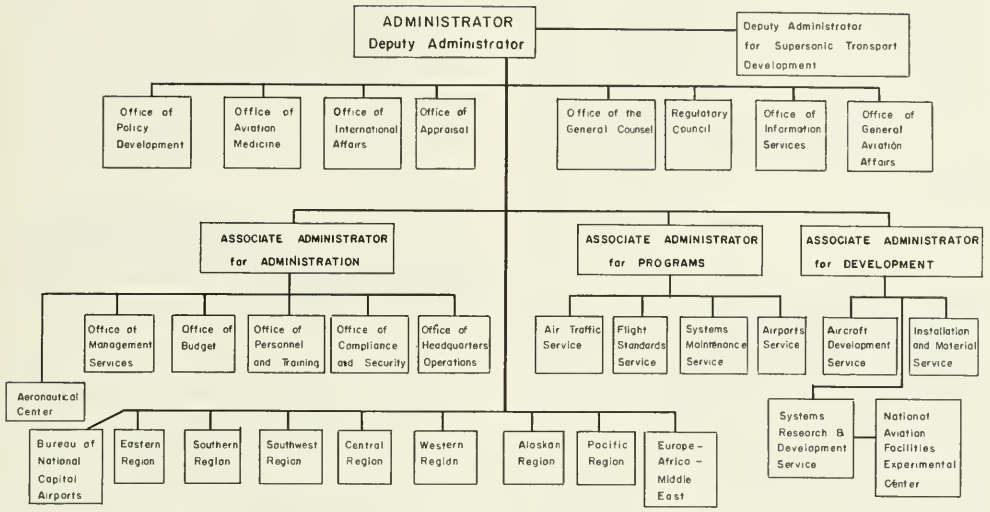 ADMINISTRATOR
Deputy Administrator
Deputy Administrator
for Supersonic Transport
Development
Office of
Policy
Development
Office of
Aviation
Medicine
Office of
International
Affairs
Office of
Appraisal
Office of the
General Counsel
Regulatory
Council
Office of
Information
Services
Office of
General
Aviation
Affairs
ASSOCIATE ADMINISTRATOR
for ADMINISTRATION
ASSOCIATE ADMINISTRATOR
for PROGRAMS
ASSOCIATE ADMINISTRATOR
for DEVELOPMENT
Office of
Management
Services
Office of
Budget
Office of
Personnel
and Training
Office of
Compliance
and Security
Office of
Headquarters
Operations
Air Traffic
Service
Flight
Standards
Service
Systems
Maintenance
Service
Airports
Service
Aircraft
Development
Service
Installation
and Material
Service
Aeronautical
Center
Bureau of
National
Capital
Airports
Eastern
Region
Southern
Region
Southwest
Region
Central
Region
Western
Region
Alaskan
Region
Pacific
Region
Europe –
Africa –
Middle
East
Systems
Research &
Development
Service
National
Aviation
Facilities
Experimental
Center